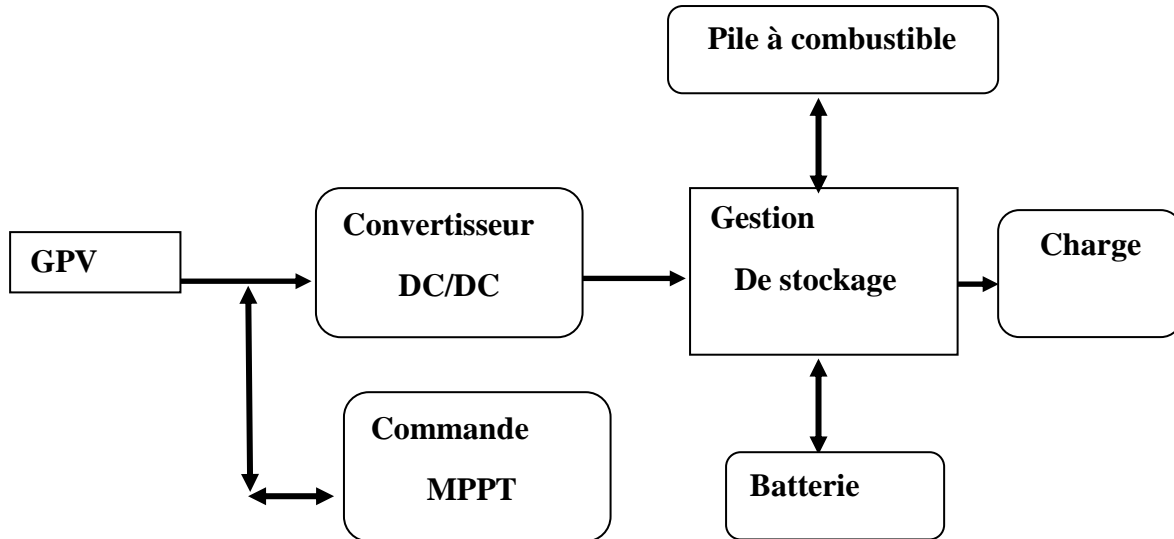 Pile à combustible
GPV
Convertisseur
DC/DC
Gestion
De stockage
Charge
Commande
MPPT
Batterie